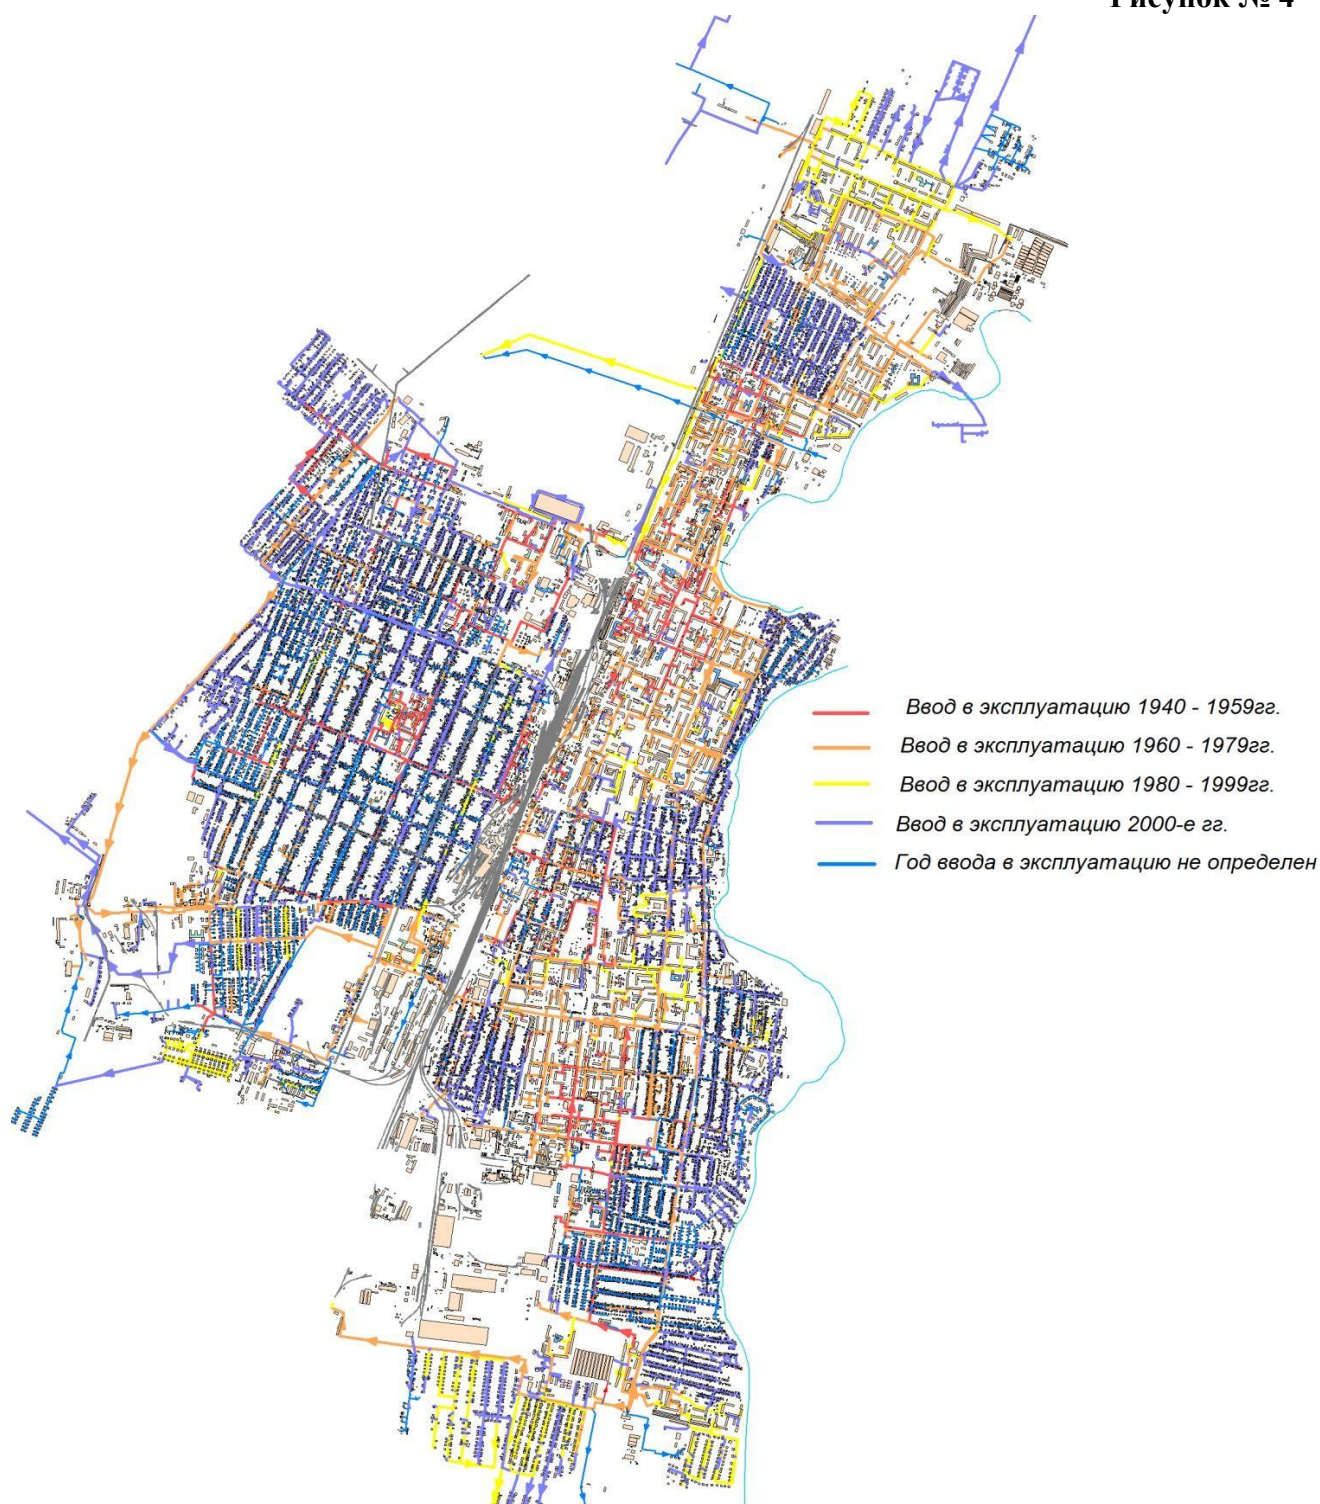 Рисунок № 4
Ввод в эксплуатацию 1940 - 1959гг.
Ввод в эксплуатацию 1960 - 1979гг.
Ввод в эксплуатацию 1980 - 1999гг.
Ввод в эксплуатацию 2000-е гг.
Год ввода в эксплуатацию не определен